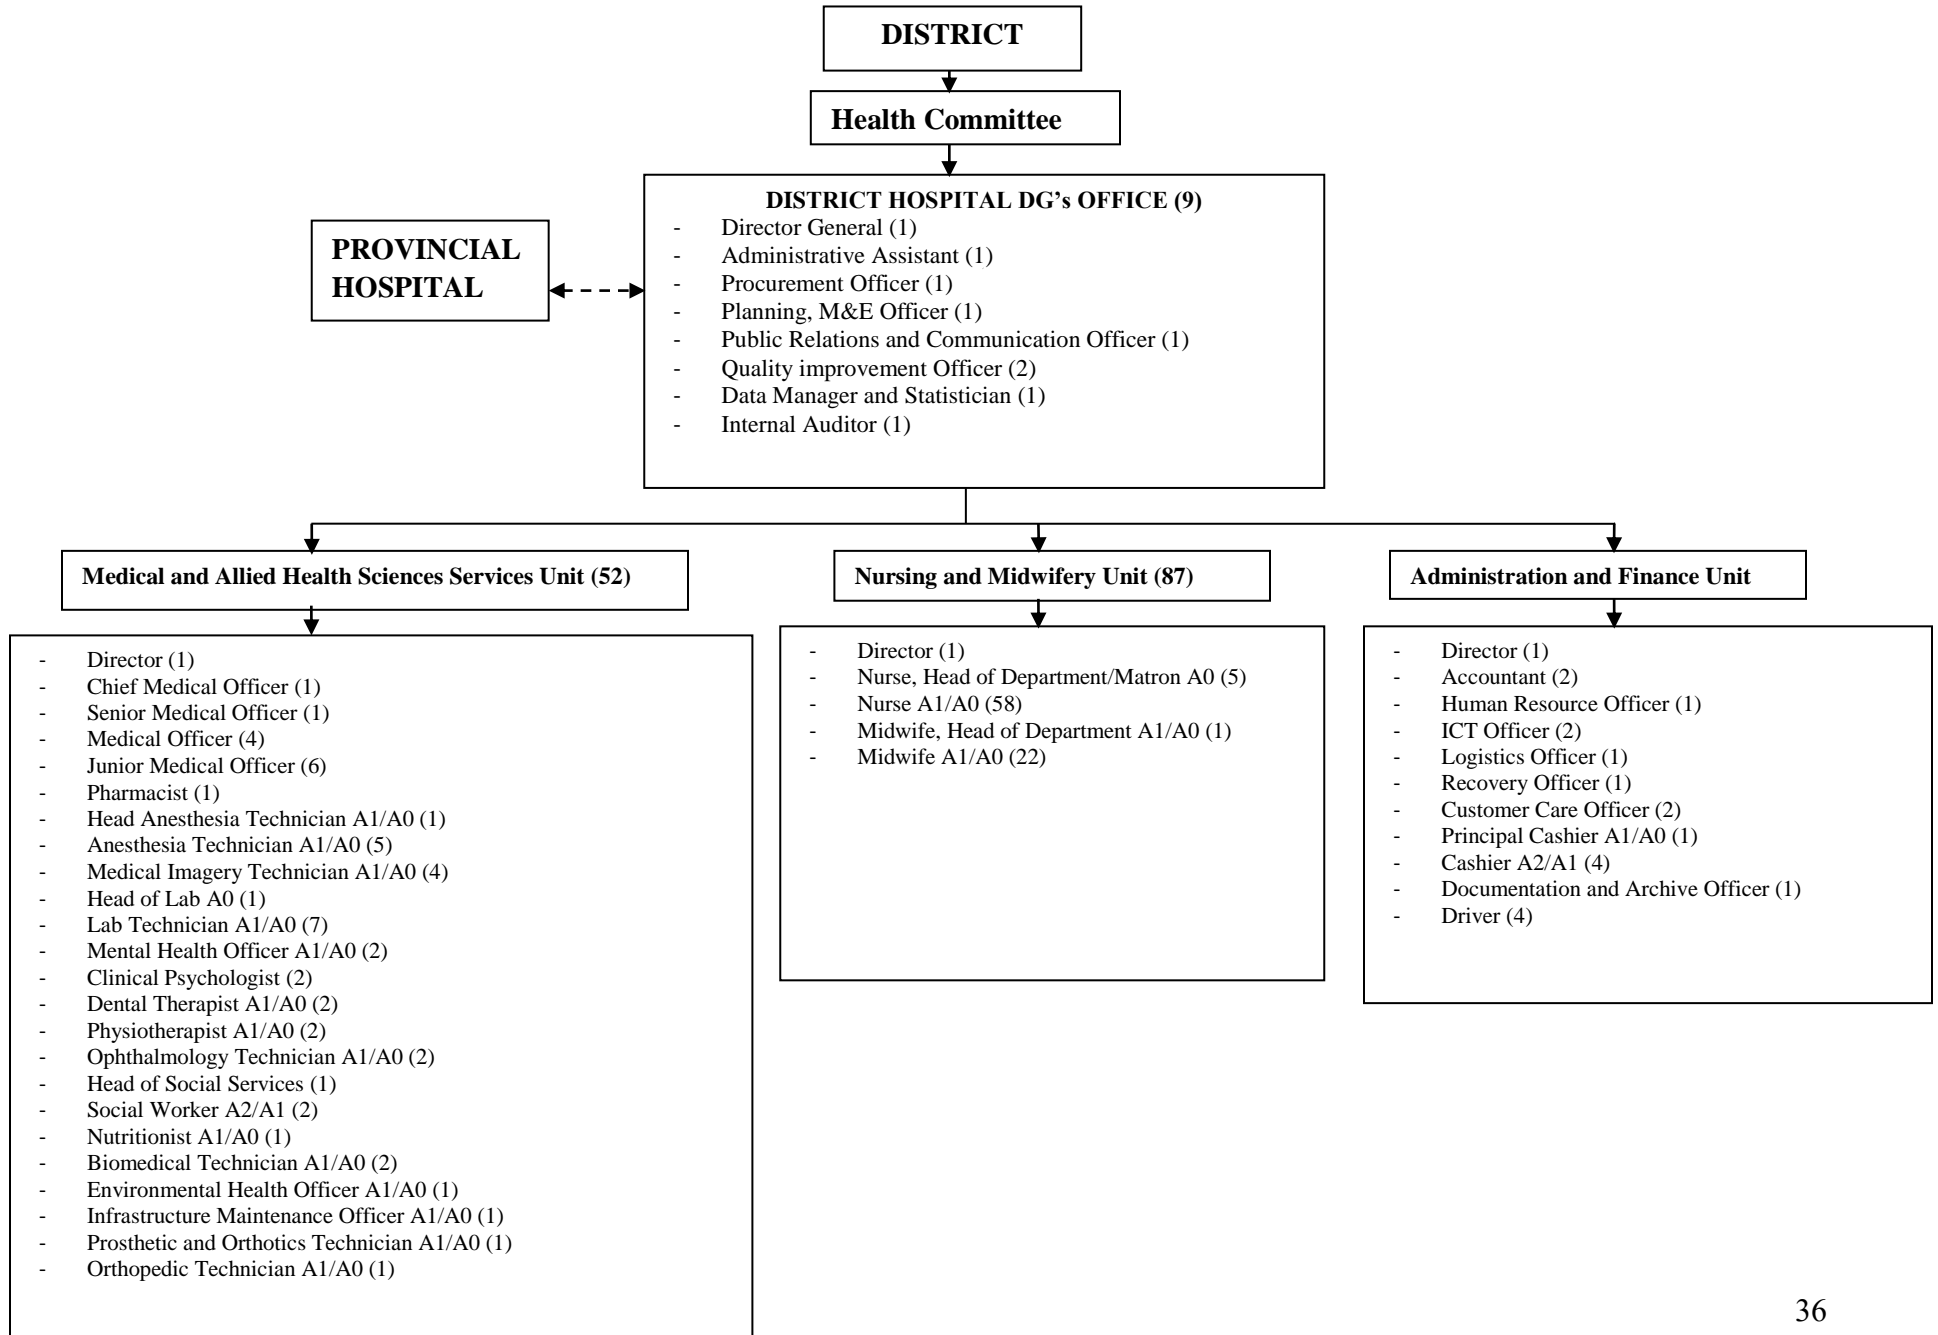 DISTRICT
Health Committee
PROVINCIAL
HOSPITAL
DISTRICT HOSPITAL DG’s OFFICE (9)
- Director General (1)
- Administrative Assistant (1)
- Procurement Officer (1)
- Planning, M&E Officer (1)
- Public Relations and Communication Officer (1)
- Quality improvement Officer (2)
- Data Manager and Statistician (1)
- Internal Auditor (1)
Medical and Allied Health Sciences Services Unit (52)
- Director (1)
- Chief Medical Officer (1)
- Senior Medical Officer (1)
- Medical Officer (4)
- Junior Medical Officer (6)
- Pharmacist (1)
- Head Anesthesia Technician A1/A0 (1)
- Anesthesia Technician A1/A0 (5)
- Medical Imagery Technician A1/A0 (4)
- Head of Lab A0 (1)
- Lab Technician A1/A0 (7)
- Mental Health Officer A1/A0 (2)
- Clinical Psychologist (2)
- Dental Therapist A1/A0 (2)
- Physiotherapist A1/A0 (2)
- Ophthalmology Technician A1/A0 (2)
- Head of Social Services (1)
- Social Worker A2/A1 (2)
- Nutritionist A1/A0 (1)
- Biomedical Technician A1/A0 (2)
- Environmental Health Officer A1/A0 (1)
- Infrastructure Maintenance Officer A1/A0 (1)
- Prosthetic and Orthotics Technician A1/A0 (1)
- Orthopedic Technician A1/A0 (1)
Nursing and Midwifery Unit (87)
- Director (1)
- Nurse, Head of Department/Matron A0 (5)
- Nurse A1/A0 (58)
- Midwife, Head of Department A1/A0 (1)
- Midwife A1/A0 (22)
Administration and Finance Unit
- Director (1)
- Accountant (2)
- Human Resource Officer (1)
- ICT Officer (2)
- Logistics Officer (1)
- Recovery Officer (1)
- Customer Care Officer (2)
- Principal Cashier A1/A0 (1)
- Cashier A2/A1 (4)
- Documentation and Archive Officer (1)
- Driver (4)
36